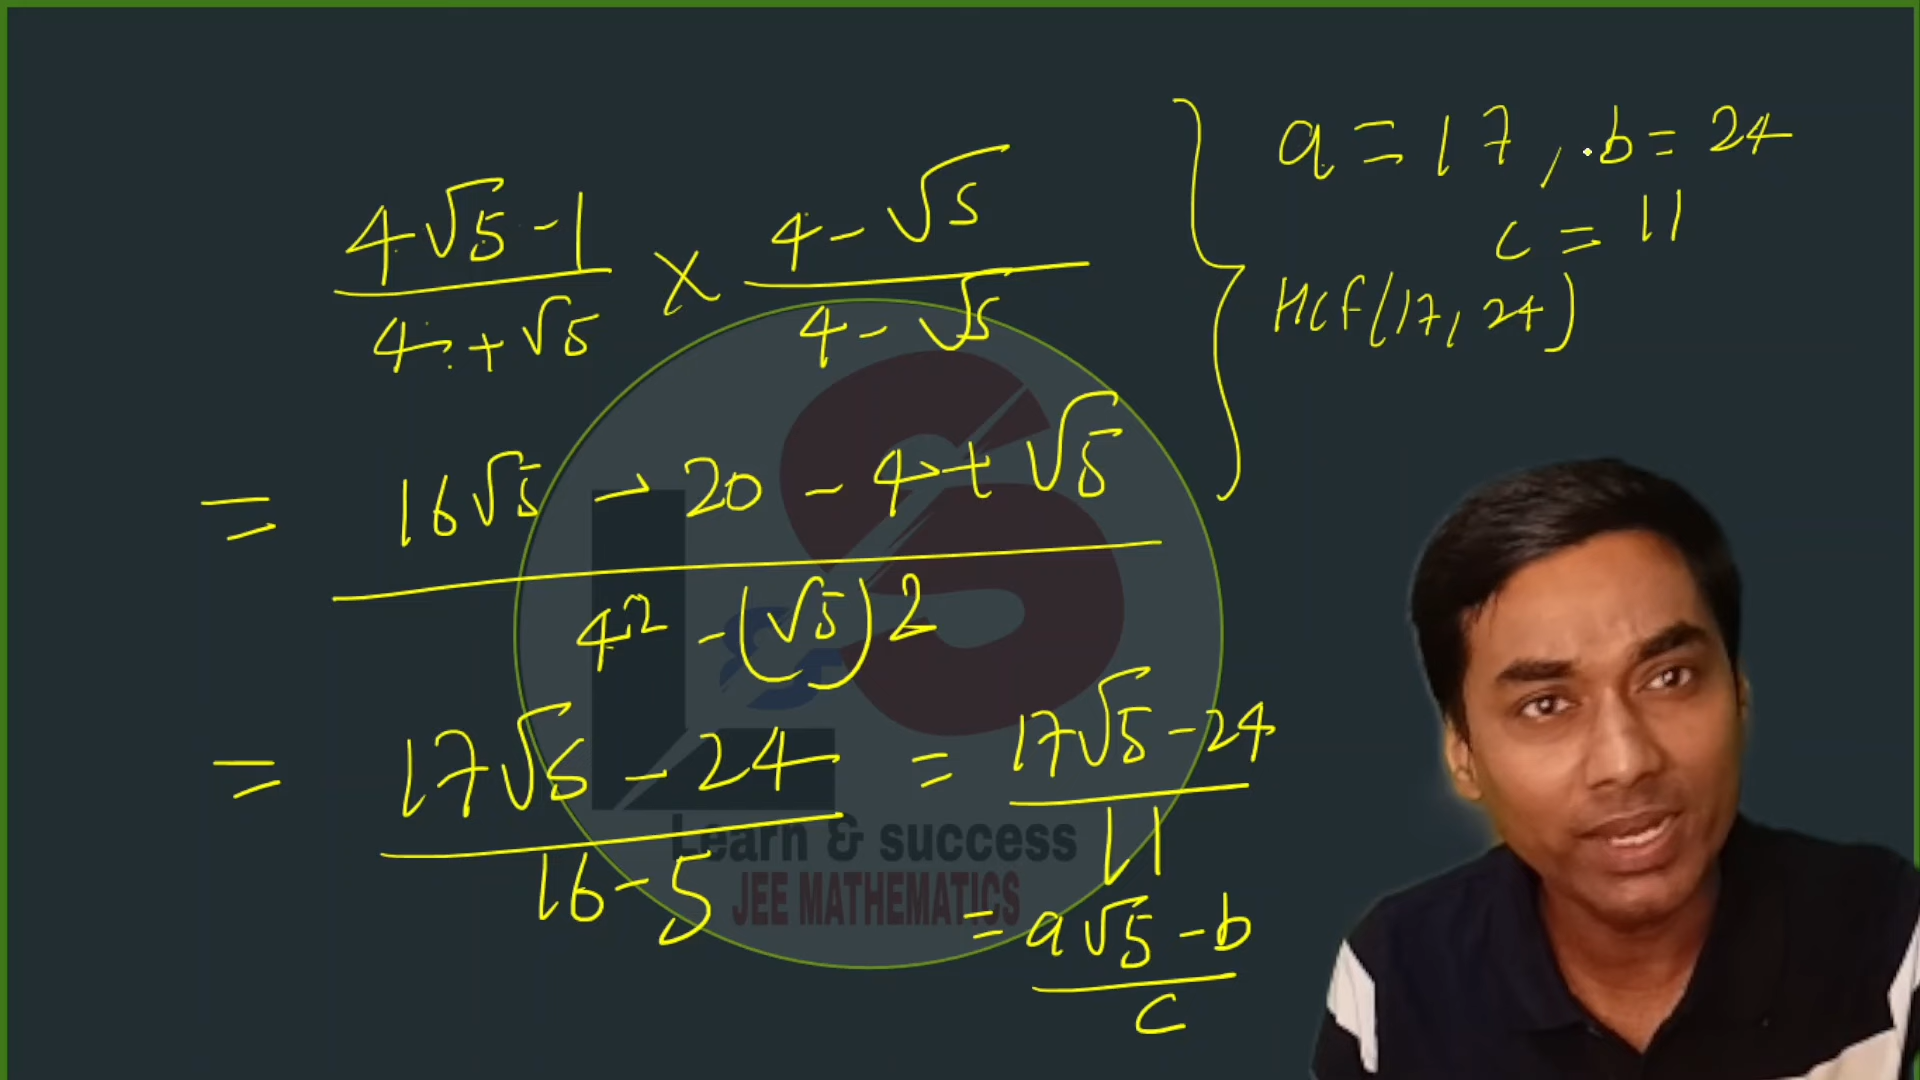 4√5 - 1 / 4 + √5 × 4 - √5 / 4 - √5
= 16√5 - 20 - 4 + √5 / 4² - (√5)²
= 17√5 - 24 / 16 - 5 = 17√5 - 24 / 11
= a√5 - b / c
a = 17, b = 24
c = 11
HCF(17, 24)
Learn & success
JEE MATHEMATICS